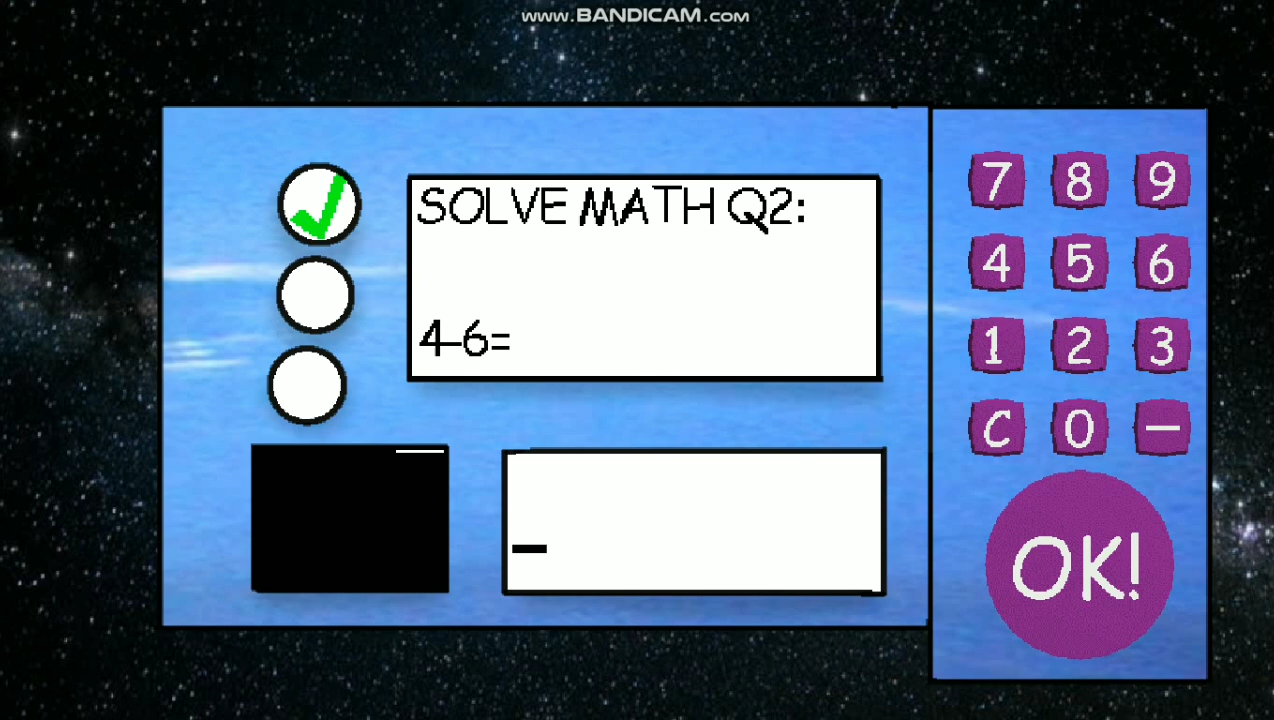 www.BANDICAM.com
SOLVE MATH Q2:
4-6=
7 8 9
4 5 6
1 2 3
C 0 -
OK!